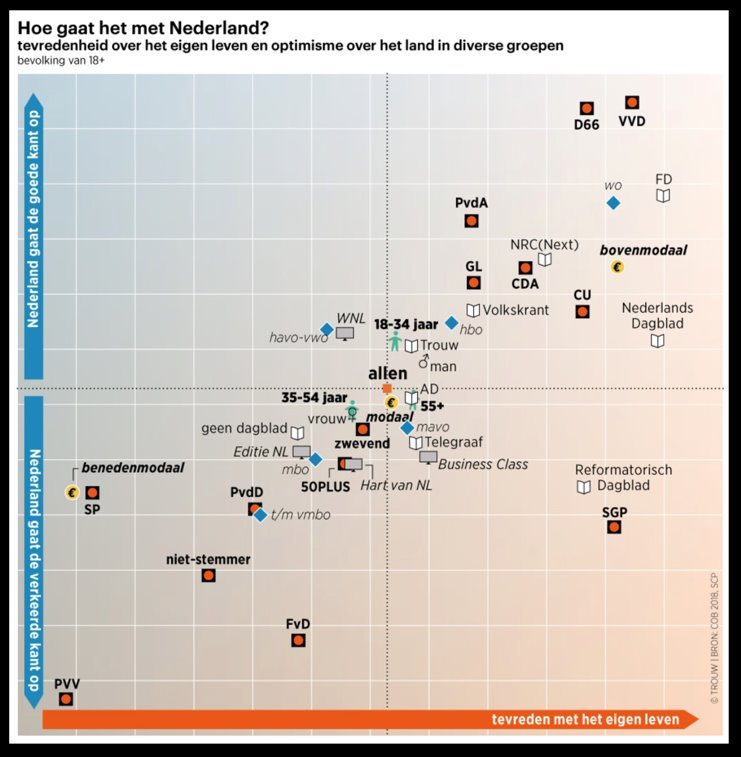 Hoe gaat het met Nederland?
tevredenheid over het eigen leven en optimisme over het land in diverse groepen
bevolking van 18+
Nederland gaat de goede kant op
D66
VVD
wo
FD
PvdA
NRC(Next)
bovenmodaal
€
GL
CDA
CU
Volkskrant
Nederlands
Dagblad
WNL
18-34 jaar
hbo
havo-vwo
Trouw
man
allen
AD
35-54 jaar
€
55+
vrouw
modaal
mavo
geen dagblad
zwevend
Telegraaf
Editie NL
mbo
Business Class
benedenmodaal
50PLUS
Hart van NL
Reformatorisch
Dagblad
€
SP
PvdD
t/m vmbo
SGP
niet-stemmer
FvD
PVV
Nederland gaat de verkeerde kant op
tevreden met het eigen leven
© TROUW | BRON: COB 2018, SCP